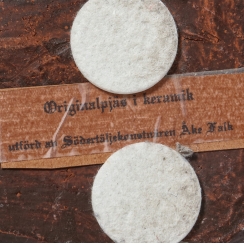 Originalpjäs i keramik
utförd av Södertäljekonstnären Åke Falk